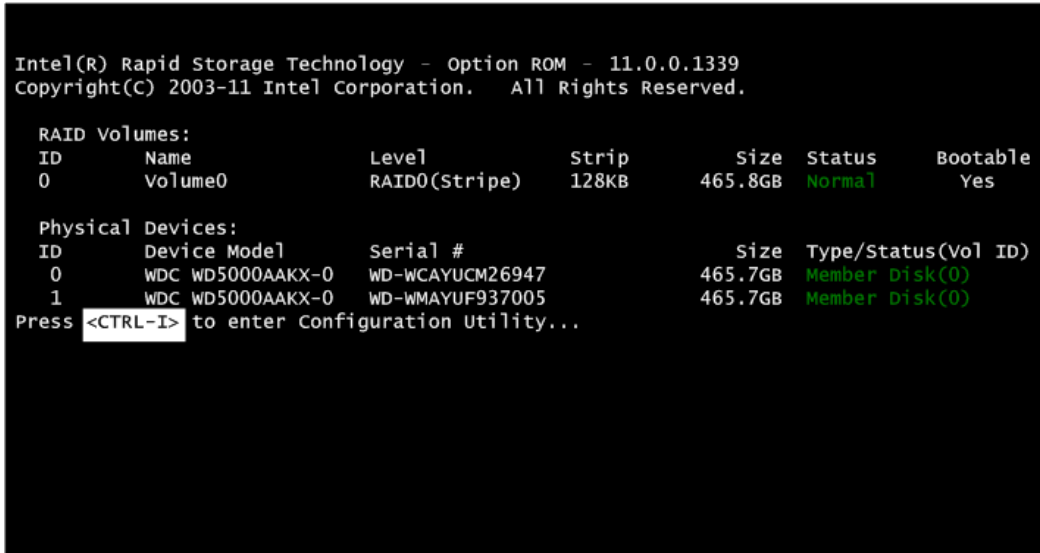 Intel(R) Rapid Storage Technology - Option ROM - 11.0.0.1339
Copyright(C) 2003-11 Intel Corporation. All Rights Reserved.
RAID Volumes:
ID Name Level Strip Size Status Bootable
0 Volume0 RAID0(Stripe) 128KB 465.8GB Normal Yes
Physical Devices:
ID Device Model Serial # Size Type/Status(Vol ID)
0 WDC WD5000AAKX-0 WD-WCAYUCM26947 465.7GB Member Disk(0)
1 WDC WD5000AAKX-0 WD-WMAYUF937005 465.7GB Member Disk(0)
Press <CTRL-I> to enter Configuration Utility...